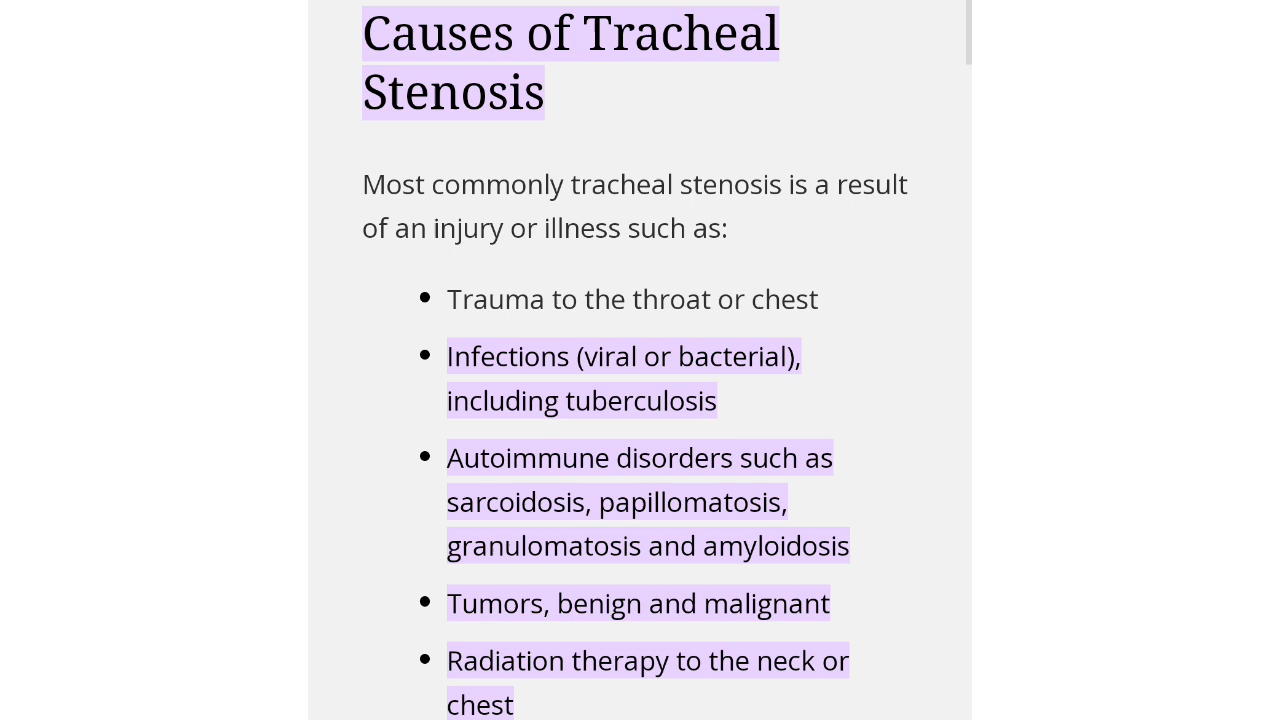 Causes of Tracheal
Stenosis
Most commonly tracheal stenosis is a result
of an injury or illness such as:
• Trauma to the throat or chest
• Infections (viral or bacterial),
including tuberculosis
• Autoimmune disorders such as
sarcoidosis, papillomatosis,
granulomatosis and amyloidosis
• Tumors, benign and malignant
• Radiation therapy to the neck or
chest